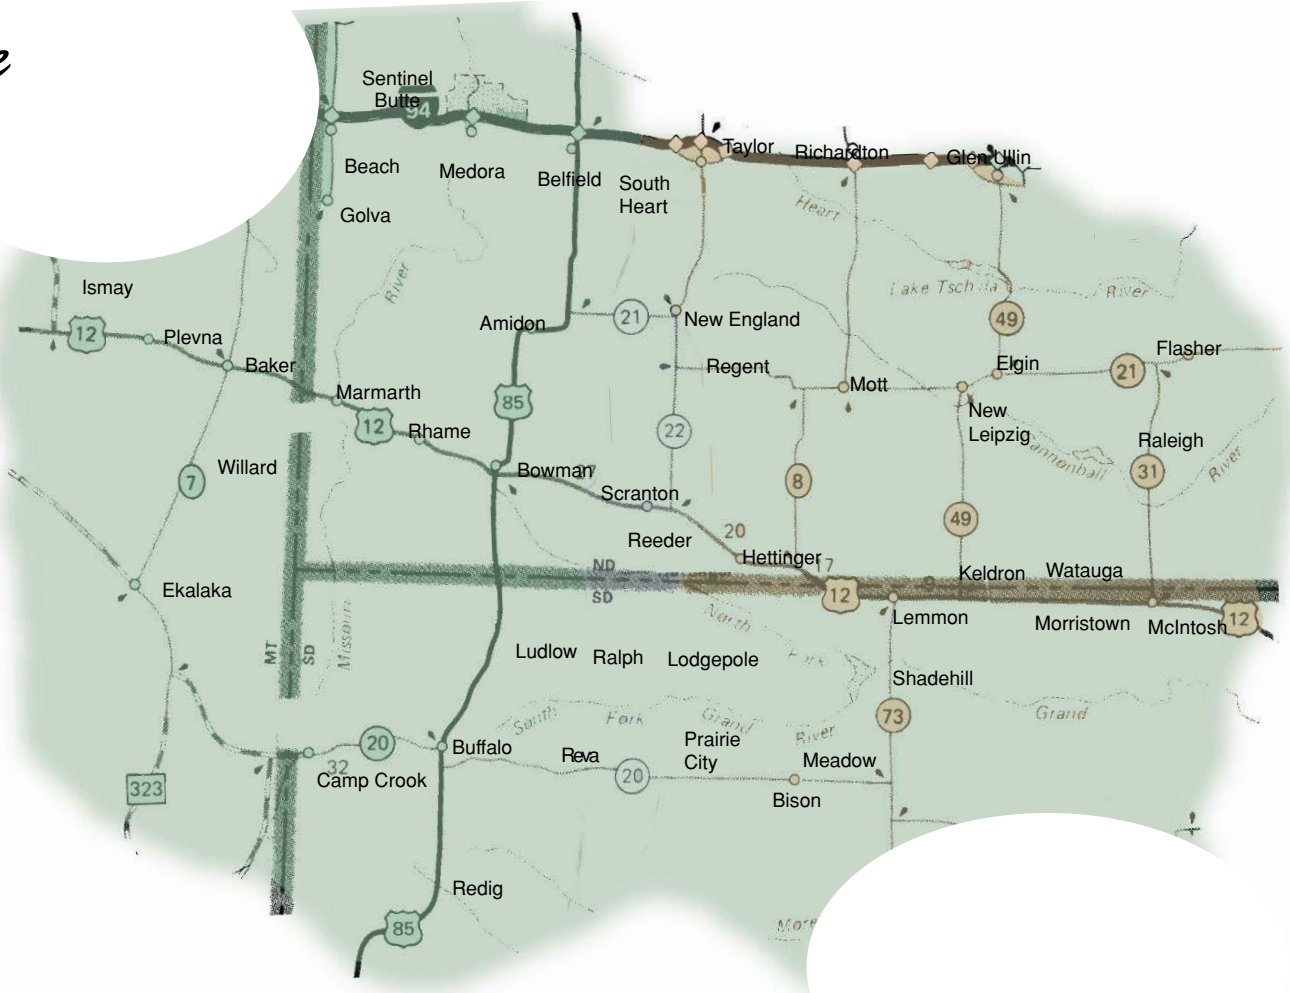 e
Sentinel
Butte
94
Taylor
Richardton
Glen Ullin
Beach
Medora
Belfield
South
Heart
Golva
Heart
River
Ismay
Lake Tschida
River
12
Plevna
Amidon
21
New England
49
Baker
Regent
Elgin
Flasher
21
Marmarth
85
Mott
12
Rhame
22
New
Leipzig
Raleigh
Cannonball
River
Willard
7
Bowman
27
8
31
Scranton
49
20
Reeder
Hettinger
17
ND
SD
Keldron
Watauga
9
Ekalaka
12
Lemmon
Morristown
McIntosh
12
North
Fork
MT
SD
Missouri
Ludlow
Ralph
Lodgepole
Shadehill
South
Fork
Grand
River
73
Grand
20
Buffalo
Reva
Prairie
City
Meadow
32
Camp Crook
20
Bison
323
Redig
85